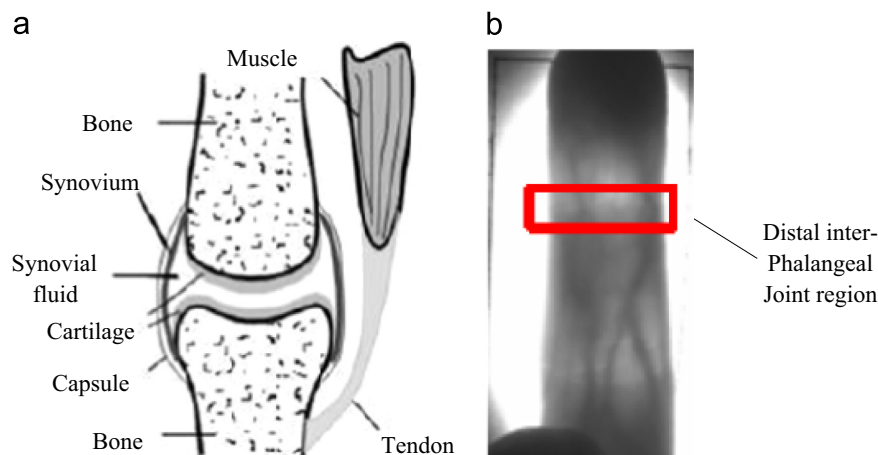 a
Muscle
Bone
Synovium
Synovial
fluid
Cartilage
Capsule
Bone
Tendon
b
Distal inter-
Phalangeal
Joint region